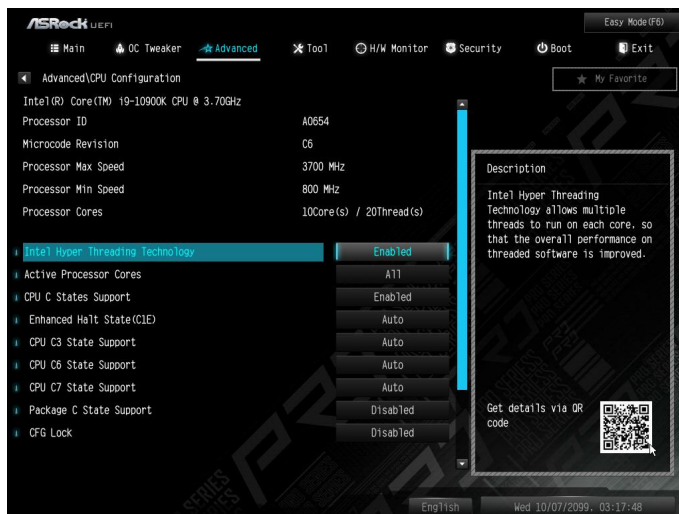 ASRock UEFI
Easy Mode(F6)
Main OC Tweaker Advanced Tool H/W Monitor Security Boot Exit
Advanced\CPU Configuration
My Favorite
Intel(R) Core(TM) i9-10900K CPU @ 3.70GHz
Processor ID A0654
Microcode Revision C6
Processor Max Speed 3700 MHz
Processor Min Speed 800 MHz
Processor Cores 10Core(s) / 20Thread(s)
Intel Hyper Threading Technology Enabled
Active Processor Cores All
CPU C States Support Enabled
Enhanced Halt State(C1E) Auto
CPU C3 State Support Auto
CPU C6 State Support Auto
CPU C7 State Support Auto
Package C State Support Disabled
CFG Lock Disabled
Description
Intel Hyper Threading
Technology allows multiple
threads to run on each core, so
that the overall performance on
threaded software is improved.
Get details via QR
code
SERIES
English
Wed 10/07/2099, 03:17:48